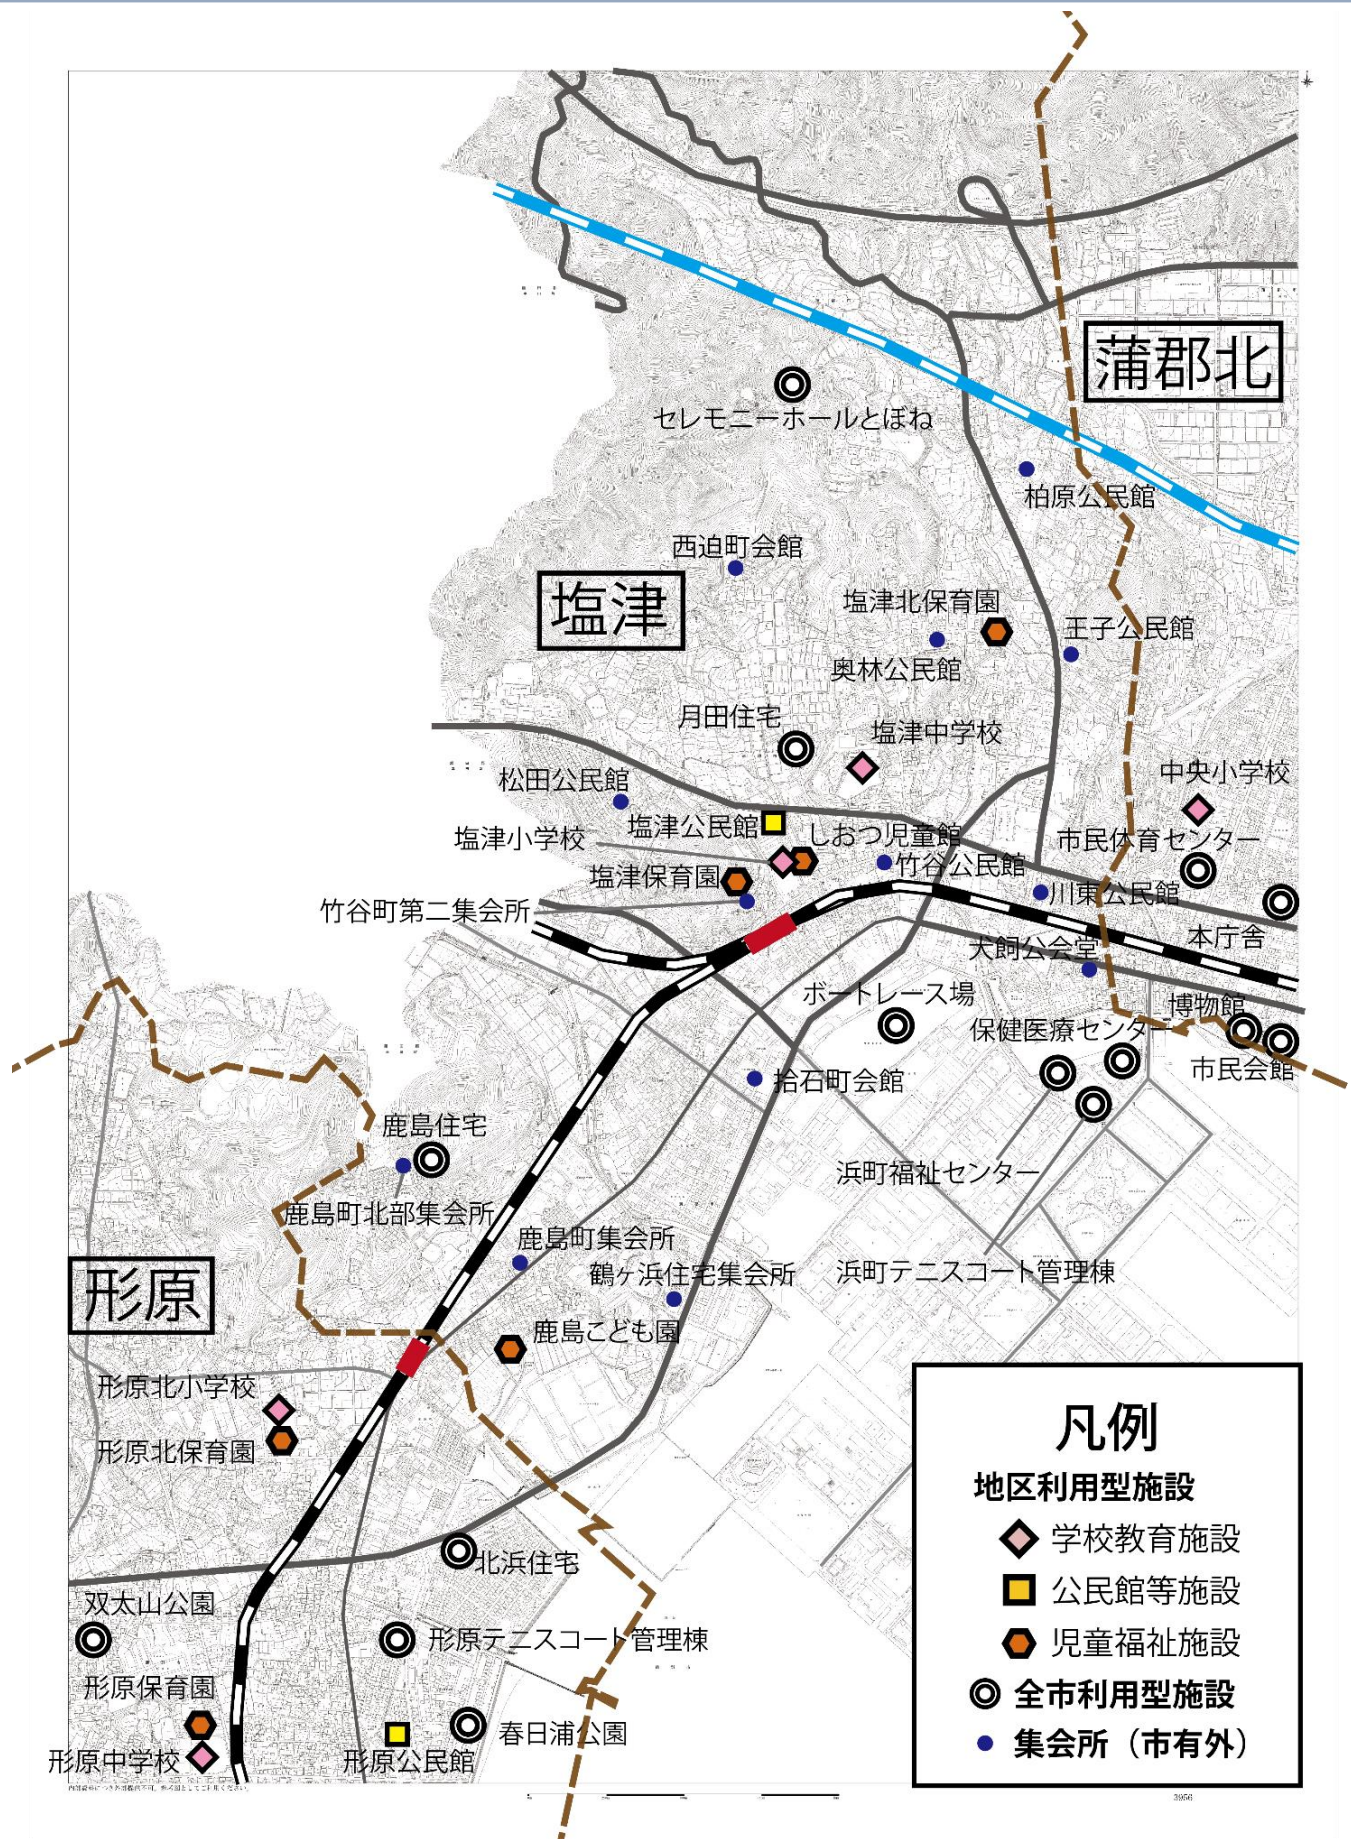 蒲郡北
セレモニーホールとぼね
柏原公民館
西迫町会館
塩津
塩津北保育園
王子公民館
奥林公民館
月田住宅
塩津中学校
中央小学校
松田公民館
塩津公民館
しおつ児童館
市民体育センター
塩津小学校
竹谷公民館
塩津保育園
川東公民館
竹谷町第二集会所
本庁舎
犬飼公会堂
ボートレース場
博物館
保健医療センター
市民会館
拾石町会館
鹿島住宅
浜町福祉センター
鹿島町北部集会所
鹿島町集会所
鶴ヶ浜住宅集会所
浜町テニスコート管理棟
形原
鹿島こども園
形原北小学校
形原北保育園
北浜住宅
双太山公園
形原テニスコート管理棟
形原保育園
春日浦公園
形原中学校
形原公民館
凡例
地区利用型施設
学校教育施設
公民館等施設
児童福祉施設
全市利用型施設
集会所（市有外）
3956